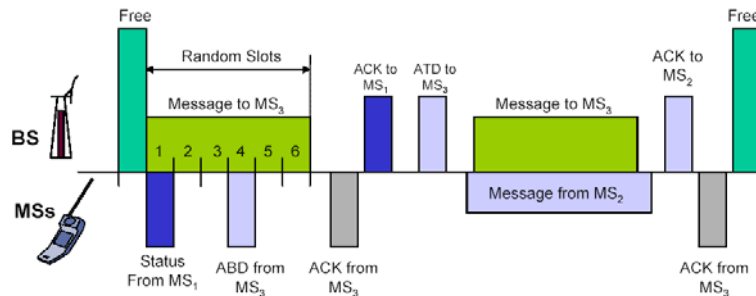 Free
Free
Random Slots
ACK to
MS1
ATD to
MS3
ACK to
MS2
Message to MS3
Message to MS3
BS
1 2 3 4 5 6
MSs
Message from MS2
Status
From MS1
ABD from
MS3
ACK from
MS3
ACK from
MS3